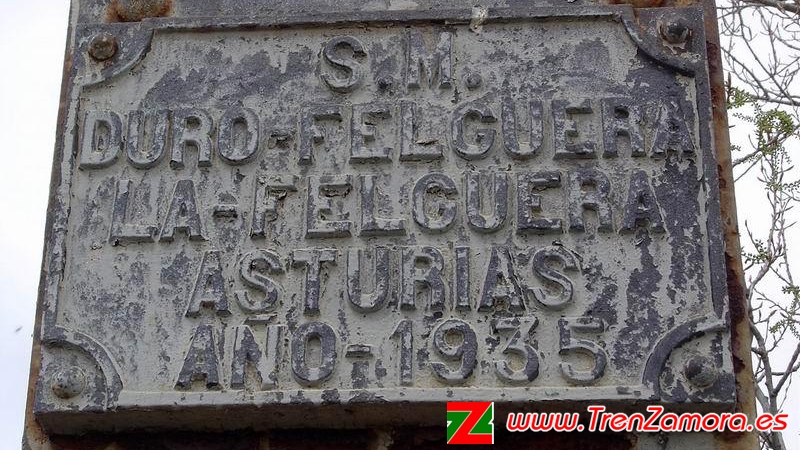 S.M.
DURO-FELGUERA
LA-FELGUERA
ASTURIAS
AÑO-1935
www.TrenZamora.es